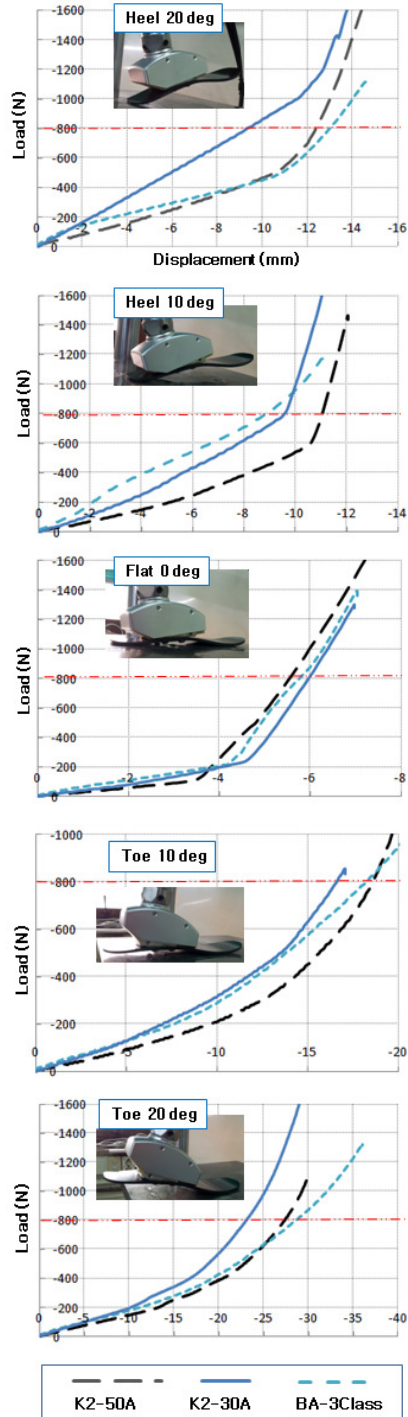 Heel 20 deg
Load (N)
-1600
-1400
-1200
-1000
-800
-600
-400
-200
0
0 -2 -4 -6 -8 -10 -12 -14 -16
Displacement (mm)
Heel 10 deg
Load (N)
-1600
-1400
-1200
-1000
-800
-600
-400
-200
0
0 -2 -4 -6 -8 -10 -12 -14
Flat 0 deg
Load (N)
-1600
-1400
-1200
-1000
-800
-600
-400
-200
0
0 -2 -4 -6 -8
Toe 10 deg
Load (N)
-1000
-800
-600
-400
-200
0
0 -5 -10 -15 -20
Toe 20 deg
Load (N)
-1600
-1400
-1200
-1000
-800
-600
-400
-200
0
0 -5 -10 -15 -20 -25 -30 -35 -40
K2-50A K2-30A BA-3Class